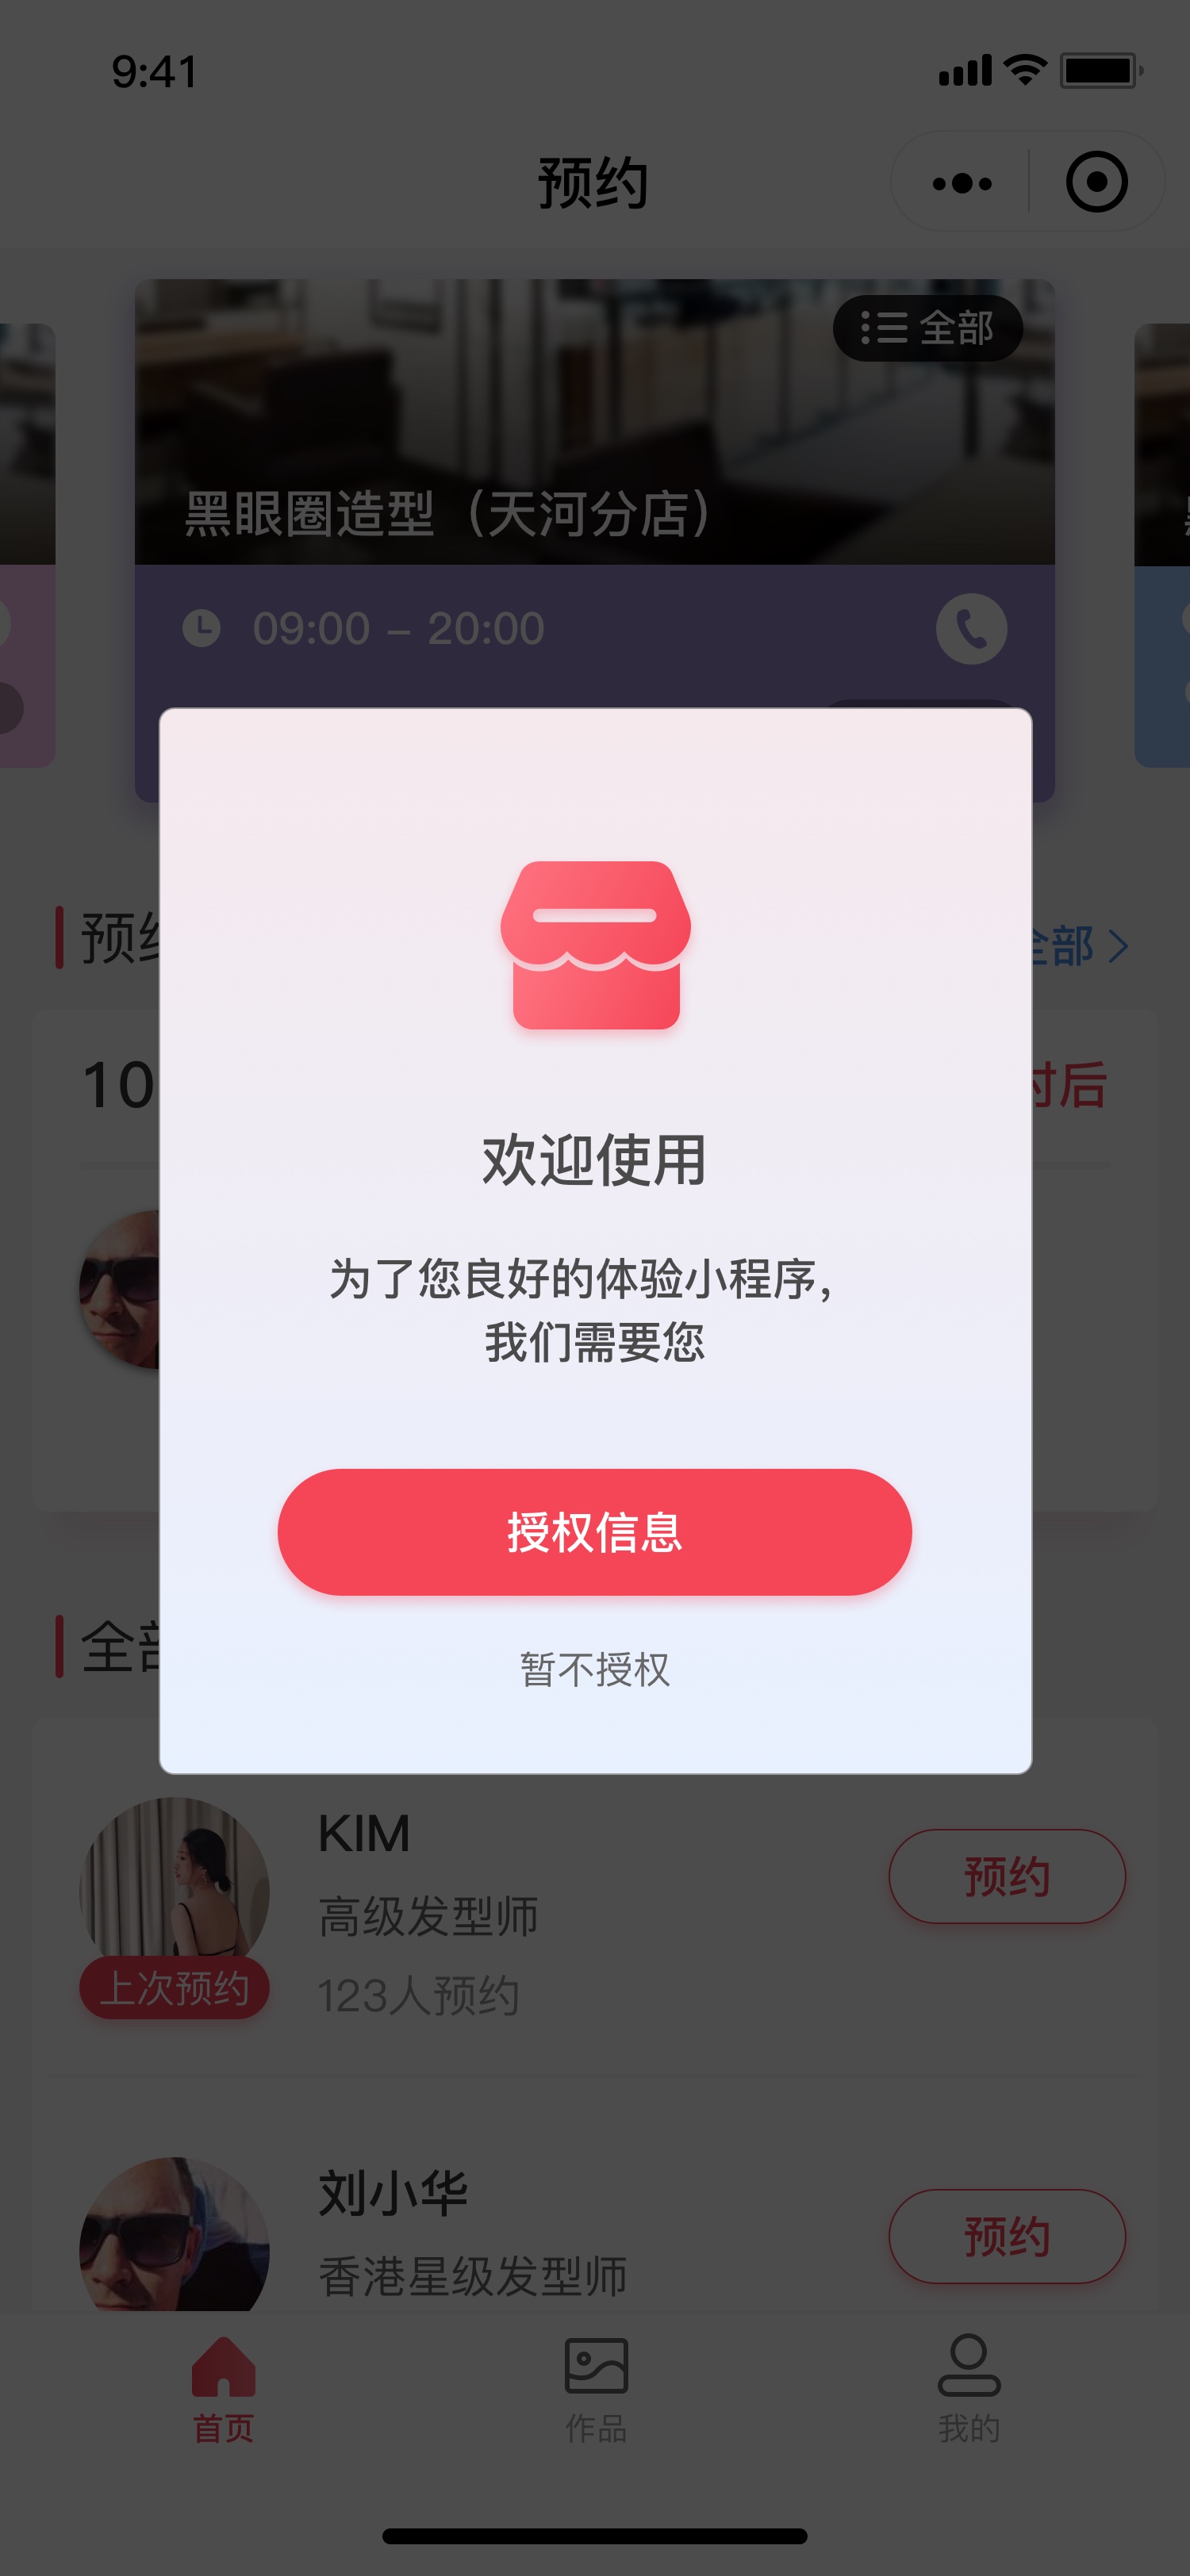 9:41
预约
全部
黑眼圈造型（天河分店）
09:00 – 20:00
预
全部
10
后
欢迎使用
为了您良好的体验小程序，
我们需要您
授权信息
暂不授权
全
KIM
高级发型师
预约
上次预约
123人预约
刘小华
香港星级发型师
预约
首页
作品
我的